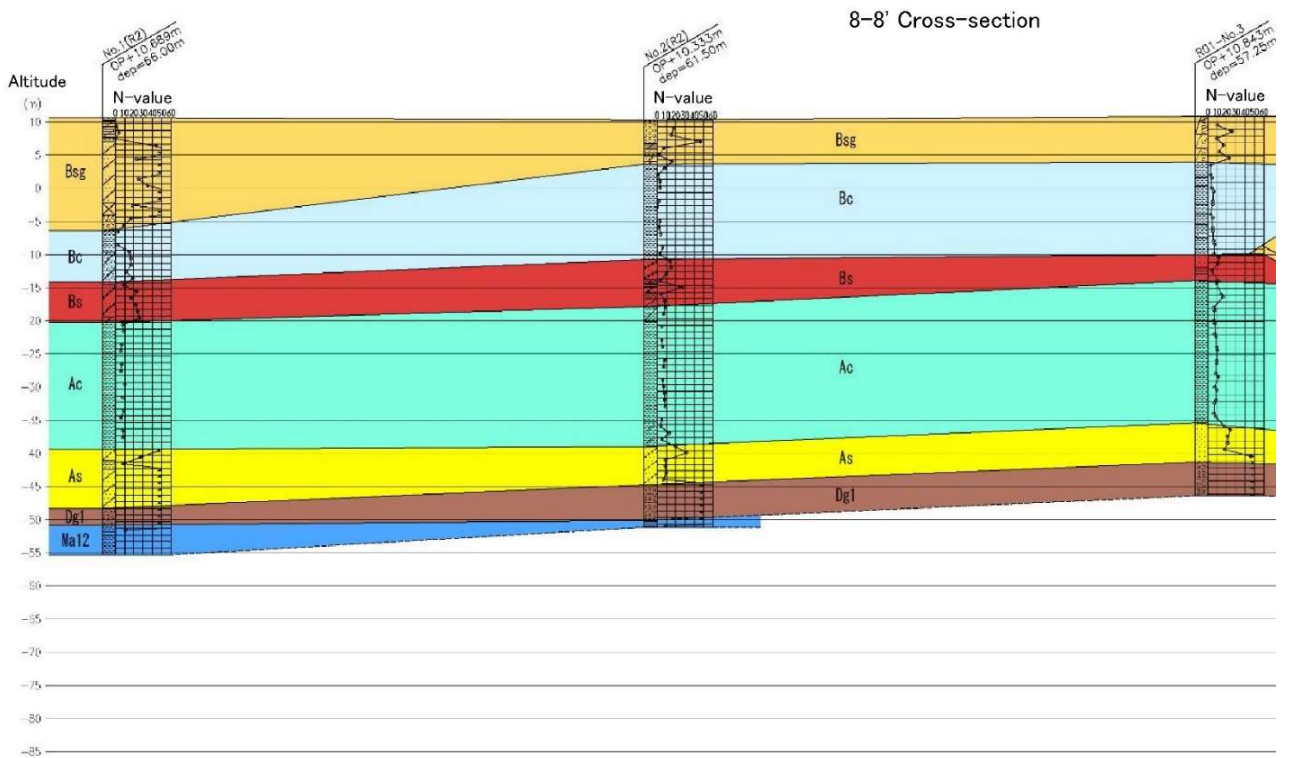 8-8' Cross-section
No.1(R2)
OP+10.689m
dep=66.00m
No.2(R2)
OP+10.333m
dep=61.50m
R01-No.3
OP+10.843m
dep=57.25m
Altitude
(m)
N-value
N-value
N-value
0 10 20 30 40 50 60
0 10 20 30 40 50 60
0 10 20 30 40 50 60
10
5
0
-5
-10
-15
-20
-25
-30
-35
-40
-45
-50
-55
-60
-65
-70
-75
-80
-85
Bsg
Bc
Bs
Ac
As
Dg1
Ma12
Bsg
Bc
Bs
Ac
As
Dg1